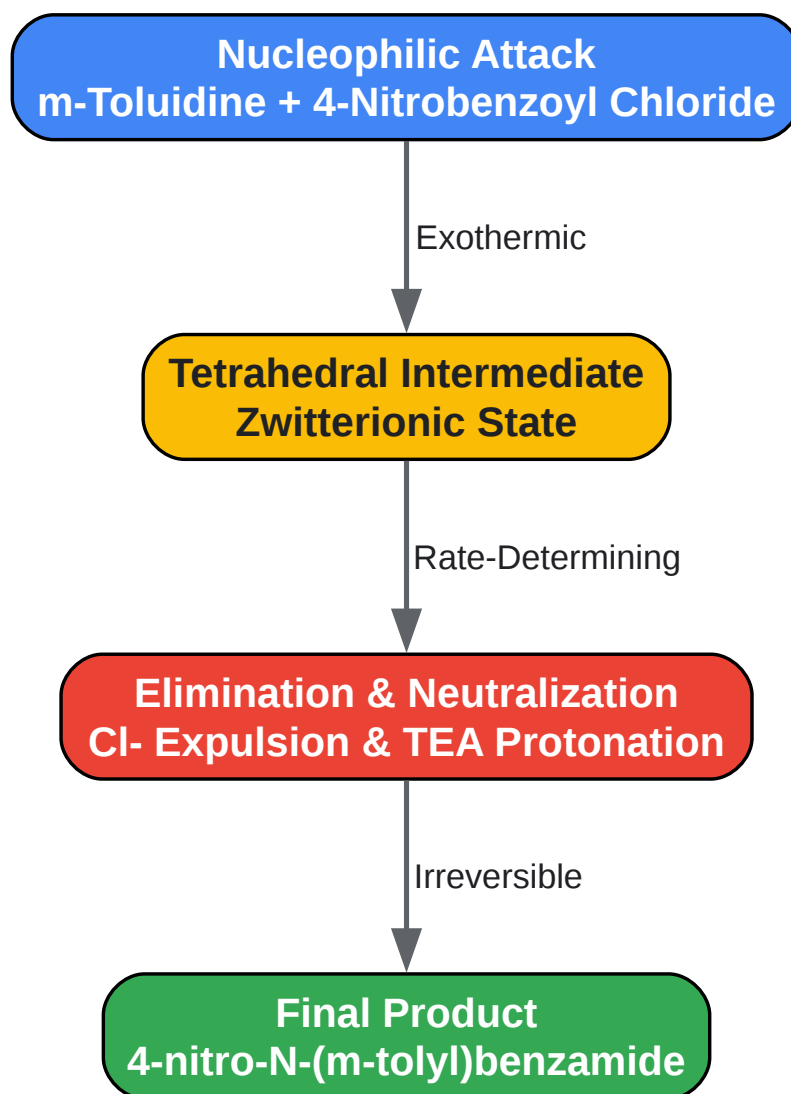 Nucleophilic Attack
m-Toluidine + 4-Nitrobenzoyl Chloride
Exothermic
Tetrahedral Intermediate
Zwitterionic State
Rate-Determining
Elimination & Neutralization
Cl- Expulsion & TEA Protonation
Irreversible
Final Product
4-nitro-N-(m-tolyl)benzamide